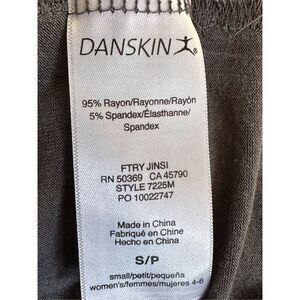 DANSKIN
95% Rayon/Rayonne/Rayón
5% Spandex/Élasthanne/
Spandex
FTRY JINSI
RN 50369 CA 45790
STYLE 7225M
PO 10022747
Made in China
Fabriqué en Chine
Hecho en China
S/P
small/petit/pequeña
women's/femmes/mujeres 4-6